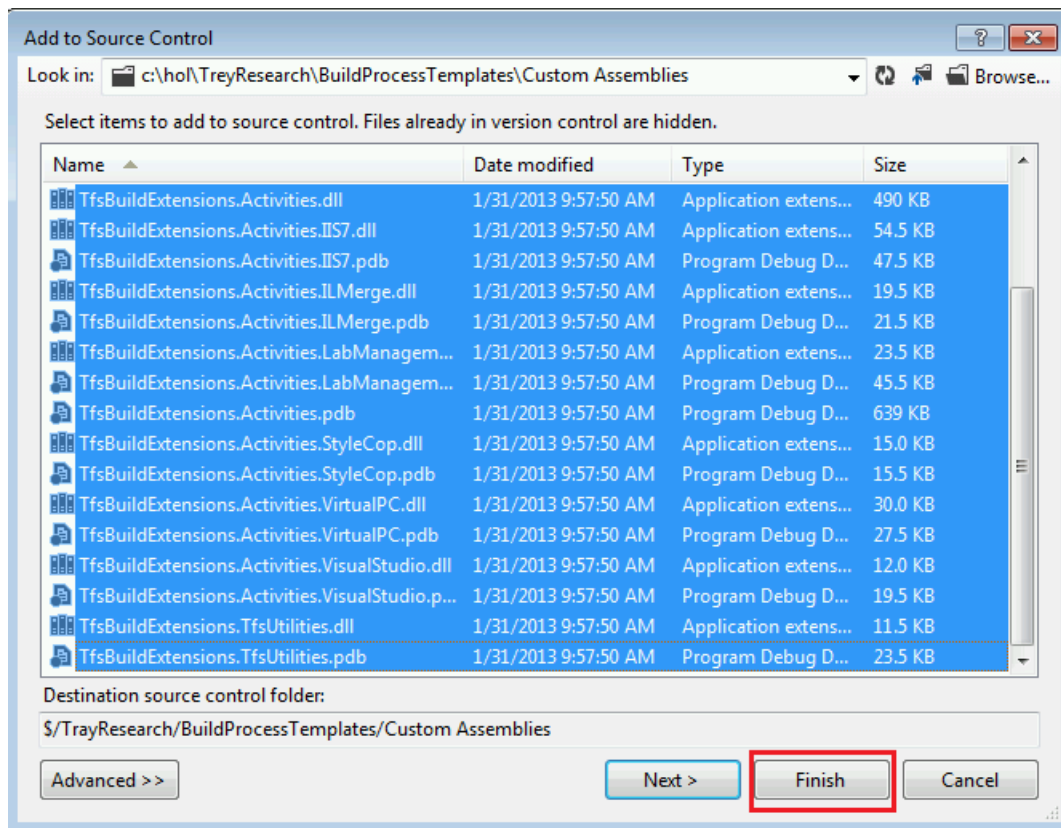 Add to Source Control
Look in: c:\hol\TreyResearch\BuildProcessTemplates\Custom Assemblies Browse...
Select items to add to source control. Files already in version control are hidden.
Name Date modified Type Size
TfsBuildExtensions.Activities.dll 1/31/2013 9:57:50 AM Application extens... 490 KB
TfsBuildExtensions.Activities.IIS7.dll 1/31/2013 9:57:50 AM Application extens... 54.5 KB
TfsBuildExtensions.Activities.IIS7.pdb 1/31/2013 9:57:50 AM Program Debug D... 47.5 KB
TfsBuildExtensions.Activities.ILMerge.dll 1/31/2013 9:57:50 AM Application extens... 19.5 KB
TfsBuildExtensions.Activities.ILMerge.pdb 1/31/2013 9:57:50 AM Program Debug D... 21.5 KB
TfsBuildExtensions.Activities.LabManagem... 1/31/2013 9:57:50 AM Application extens... 23.5 KB
TfsBuildExtensions.Activities.LabManagem... 1/31/2013 9:57:50 AM Program Debug D... 45.5 KB
TfsBuildExtensions.Activities.pdb 1/31/2013 9:57:50 AM Program Debug D... 639 KB
TfsBuildExtensions.Activities.StyleCop.dll 1/31/2013 9:57:50 AM Application extens... 15.0 KB
TfsBuildExtensions.Activities.StyleCop.pdb 1/31/2013 9:57:50 AM Program Debug D... 15.5 KB
TfsBuildExtensions.Activities.VirtualPC.dll 1/31/2013 9:57:50 AM Application extens... 30.0 KB
TfsBuildExtensions.Activities.VirtualPC.pdb 1/31/2013 9:57:50 AM Program Debug D... 27.5 KB
TfsBuildExtensions.Activities.VisualStudio.dll 1/31/2013 9:57:50 AM Application extens... 12.0 KB
TfsBuildExtensions.Activities.VisualStudio.p... 1/31/2013 9:57:50 AM Program Debug D... 19.5 KB
TfsBuildExtensions.TfsUtilities.dll 1/31/2013 9:57:50 AM Application extens... 11.5 KB
TfsBuildExtensions.TfsUtilities.pdb 1/31/2013 9:57:50 AM Program Debug D... 23.5 KB
Destination source control folder:
$/TrayResearch/BuildProcessTemplates/Custom Assemblies
Advanced >> Next > Finish Cancel